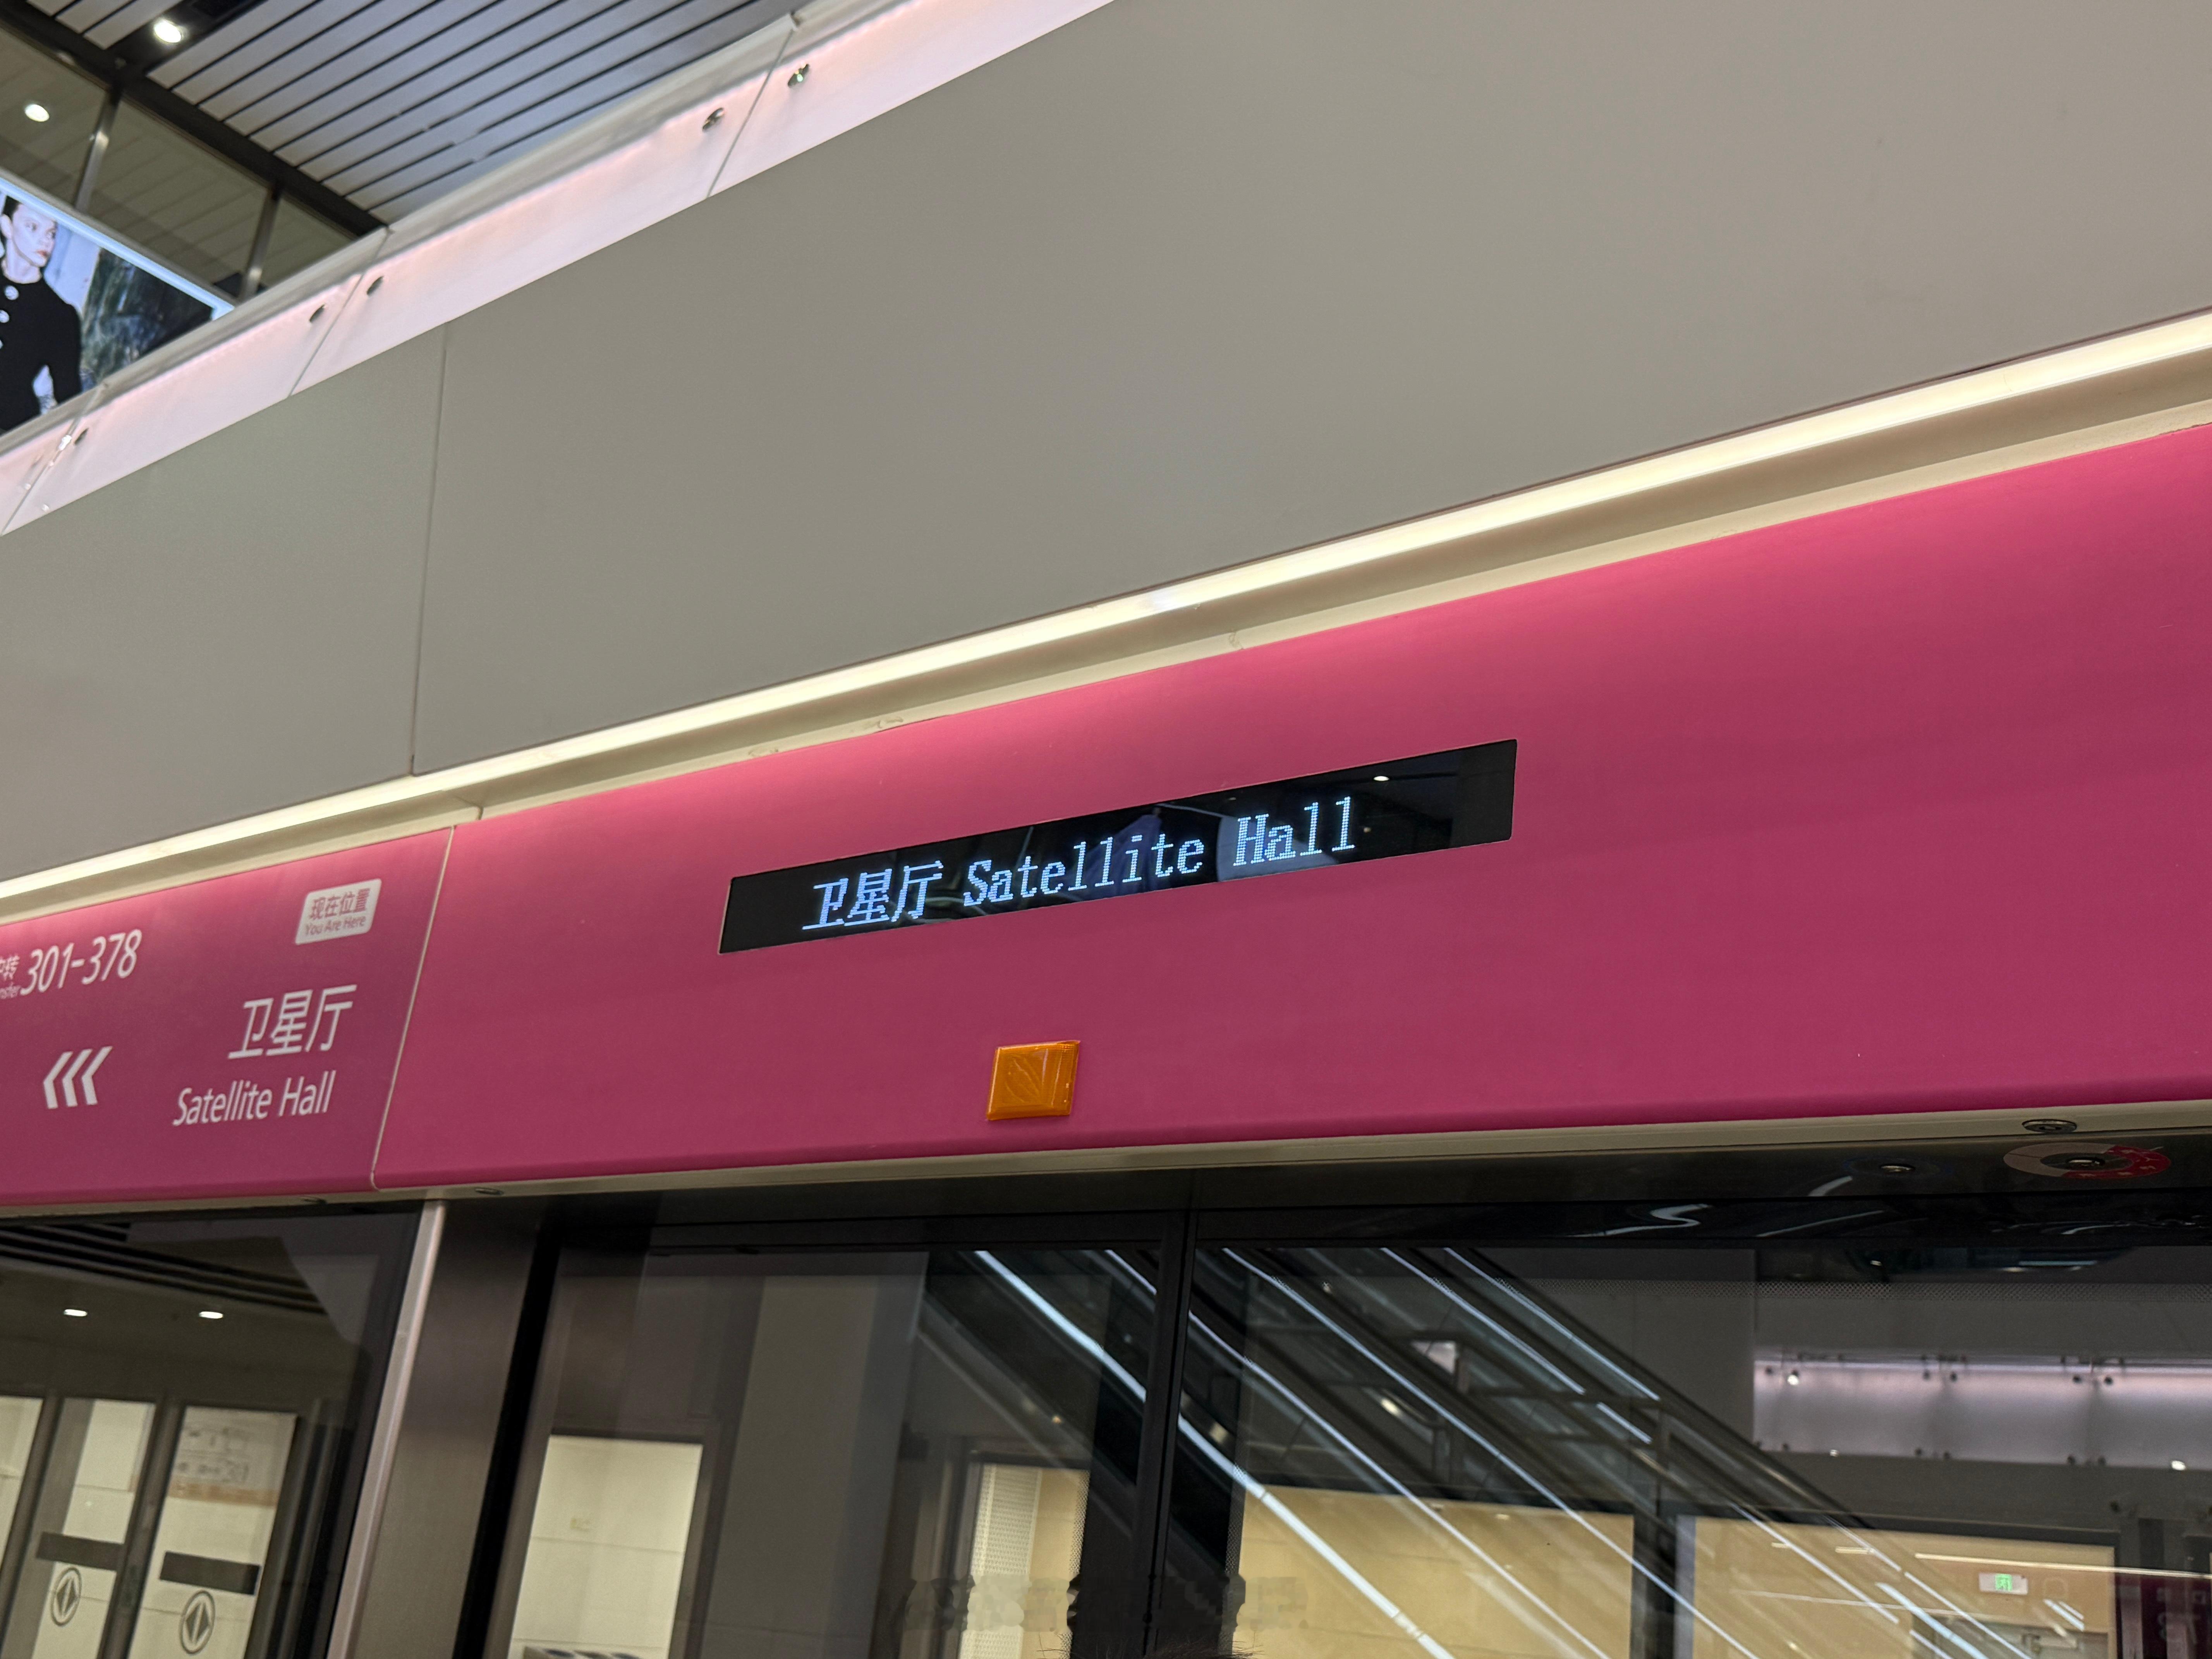 卫星厅 Satellite Hall
现在位置
You Are Here
301-378
卫星厅
Satellite Hall